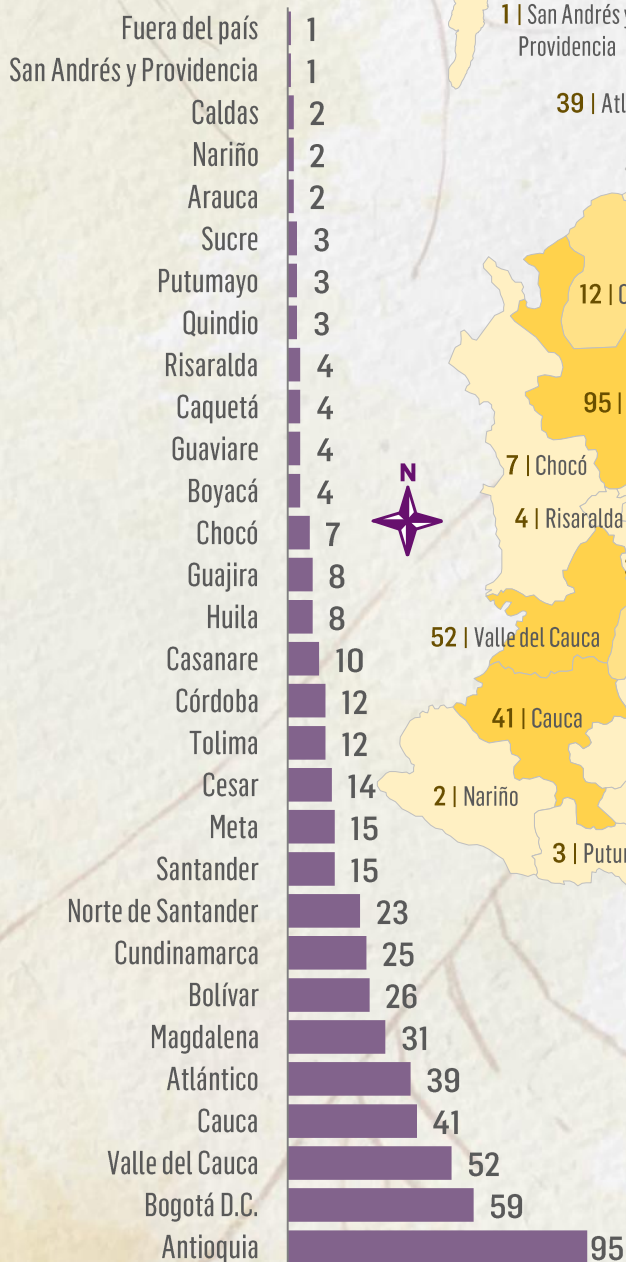 Fuera del país 1
San Andrés y Providencia 1
Caldas 2
Nariño 2
Arauca 2
Sucre 3
Putumayo 3
Quindio 3
Risaralda 4
Caquetá 4
Guaviare 4
Boyacá 4
Chocó 7
Guajira 8
Huila 8
Casanare 10
Córdoba 12
Tolima 12
Cesar 14
Meta 15
Santander 15
Norte de Santander 23
Cundinamarca 25
Bolívar 26
Magdalena 31
Atlántico 39
Cauca 41
Valle del Cauca 52
Bogotá D.C. 59
Antioquia 95
1 | San Andrés y
Providencia
39 | Atl
12 | C
95 |
7 | Chocó
N
4 | Risaralda
52 | Valle del Cauca
41 | Cauca
2 | Nariño
3 | Putu